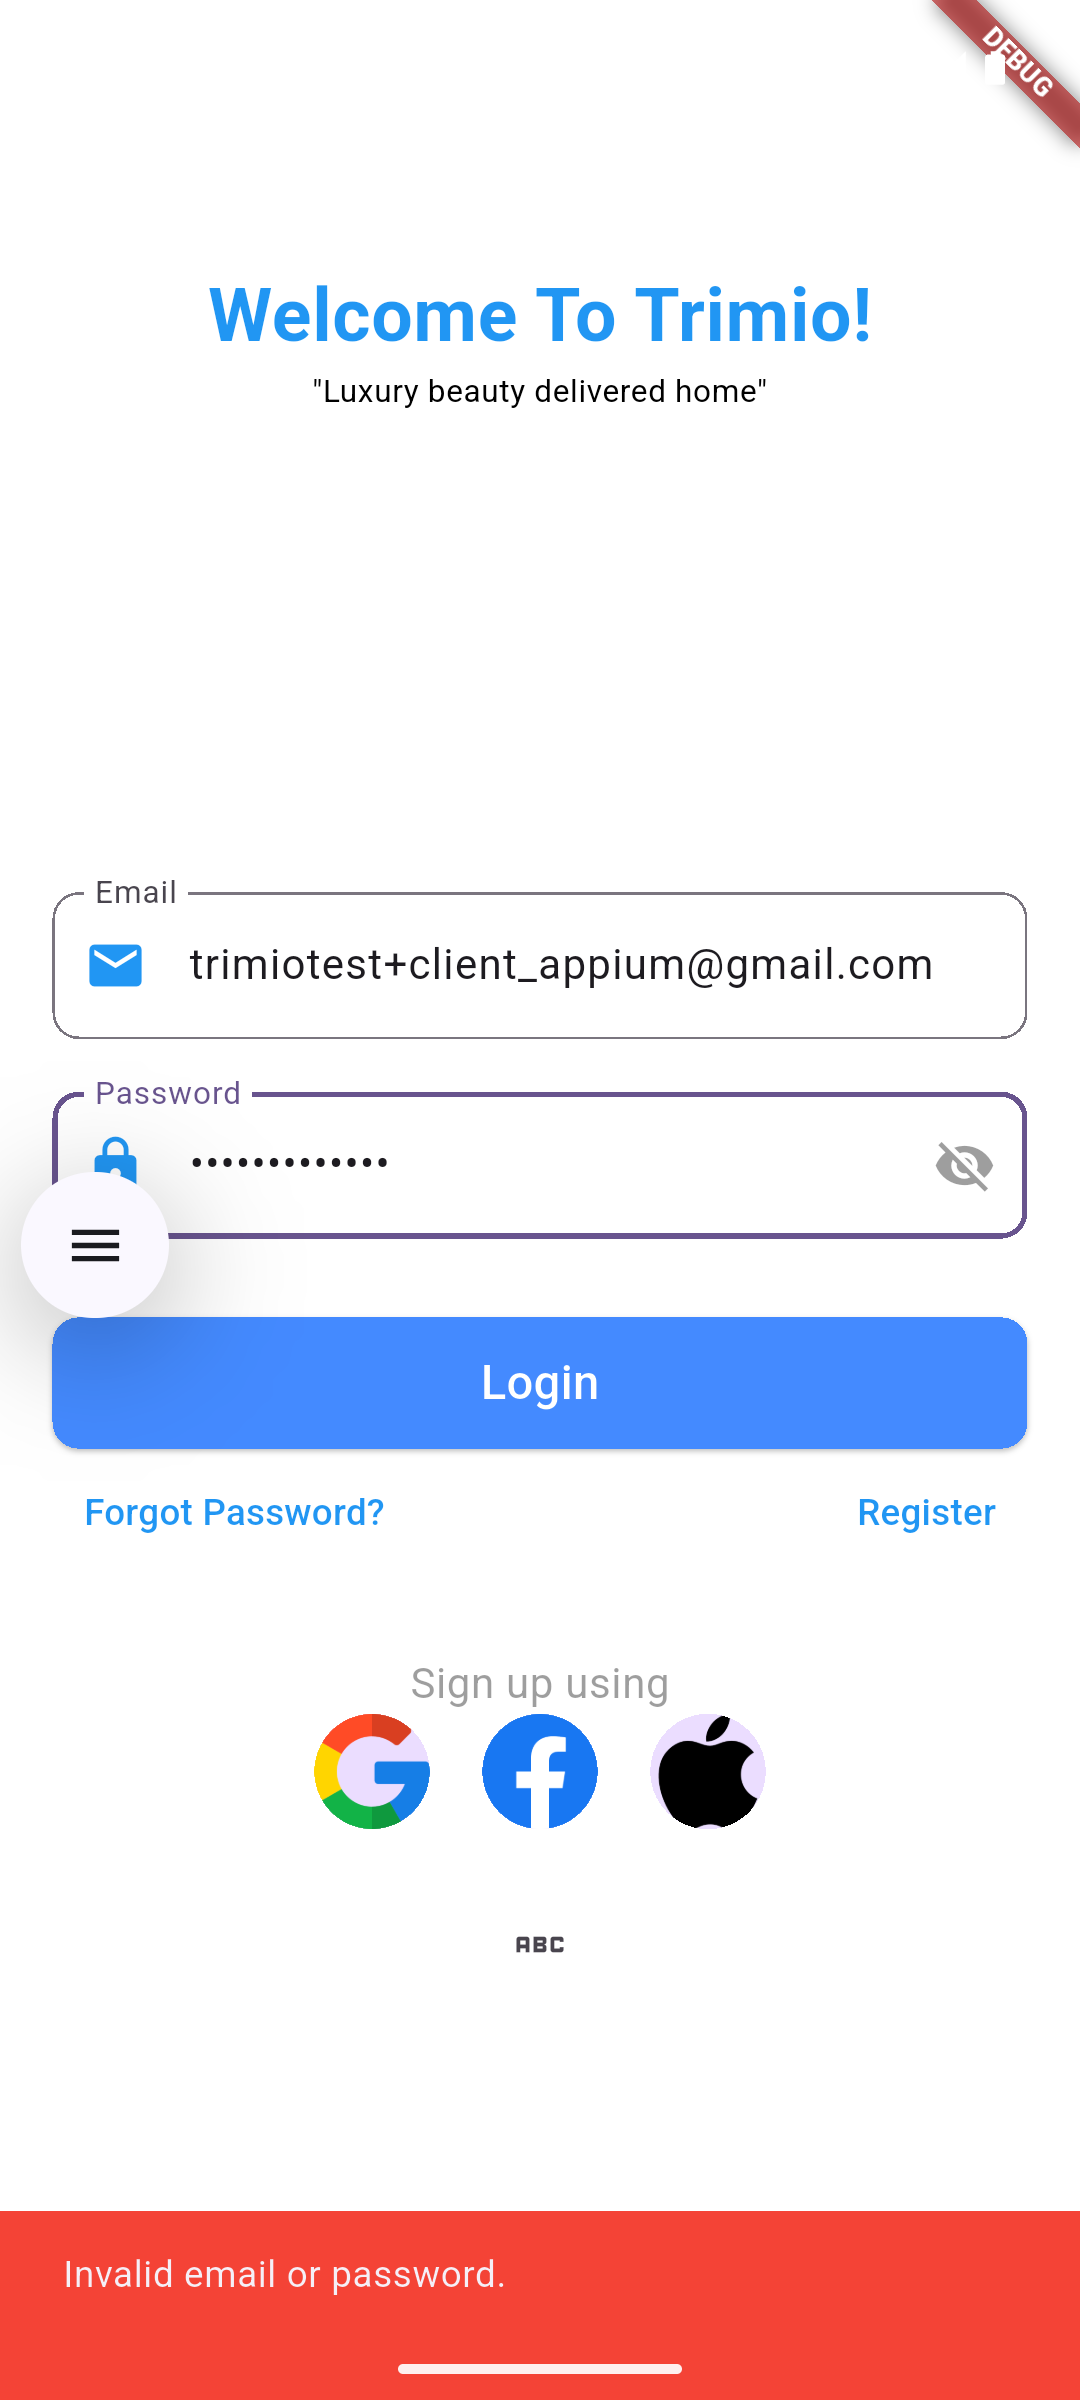 DEBUG
Welcome To Trimio!
"Luxury beauty delivered home"
Email
trimiotest+client_appium@gmail.com
Password
•••••••••••••
Login
Forgot Password?
Register
Sign up using
ABC
Invalid email or password.